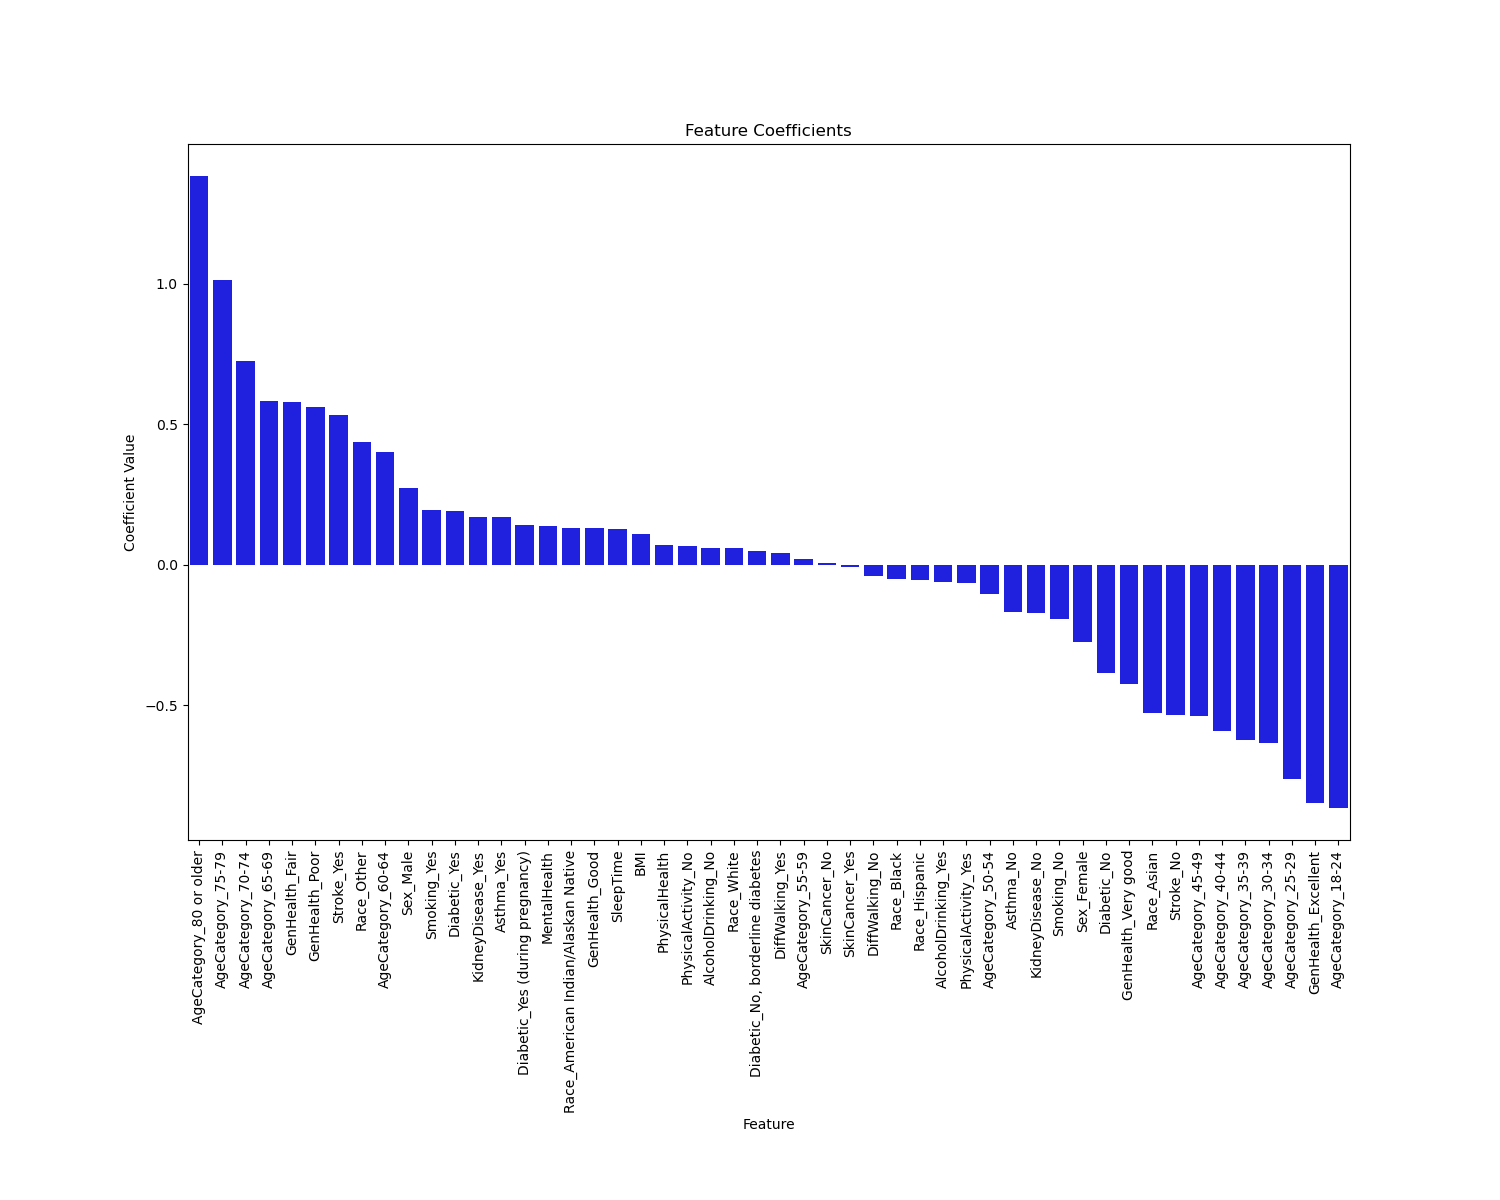 Feature Coefficients
Coefficient Value
1.0
0.5
0.0
−0.5
AgeCategory_80 or older
AgeCategory_75-79
AgeCategory_70-74
AgeCategory_65-69
GenHealth_Fair
GenHealth_Poor
Stroke_Yes
Race_Other
AgeCategory_60-64
Sex_Male
Smoking_Yes
Diabetic_Yes
KidneyDisease_Yes
Asthma_Yes
Diabetic_Yes (during pregnancy)
MentalHealth
Race_American Indian/Alaskan Native
GenHealth_Good
SleepTime
BMI
PhysicalHealth
PhysicalActivity_No
AlcoholDrinking_No
Race_White
Diabetic_No, borderline diabetes
DiffWalking_Yes
AgeCategory_55-59
SkinCancer_No
SkinCancer_Yes
DiffWalking_No
Race_Black
Race_Hispanic
AlcoholDrinking_Yes
PhysicalActivity_Yes
AgeCategory_50-54
Asthma_No
KidneyDisease_No
Smoking_No
Sex_Female
Diabetic_No
GenHealth_Very good
Race_Asian
Stroke_No
AgeCategory_45-49
AgeCategory_40-44
AgeCategory_35-39
AgeCategory_30-34
AgeCategory_25-29
GenHealth_Excellent
AgeCategory_18-24
Feature